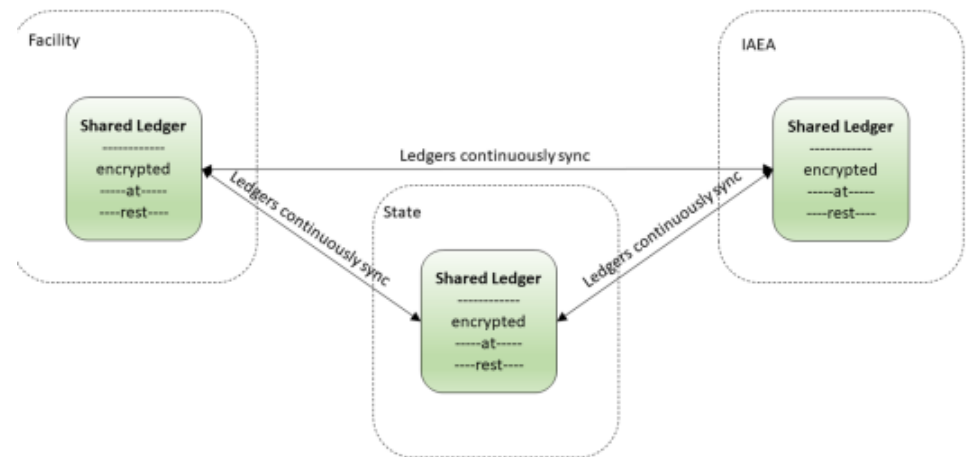 Facility
Shared Ledger
------------
encrypted
-----at-----
----rest----
Ledgers continuously sync
IAEA
Shared Ledger
------------
encrypted
-----at-----
----rest----
Ledgers continuously sync
State
Shared Ledger
------------
encrypted
-----at-----
----rest----
Ledgers continuously sync